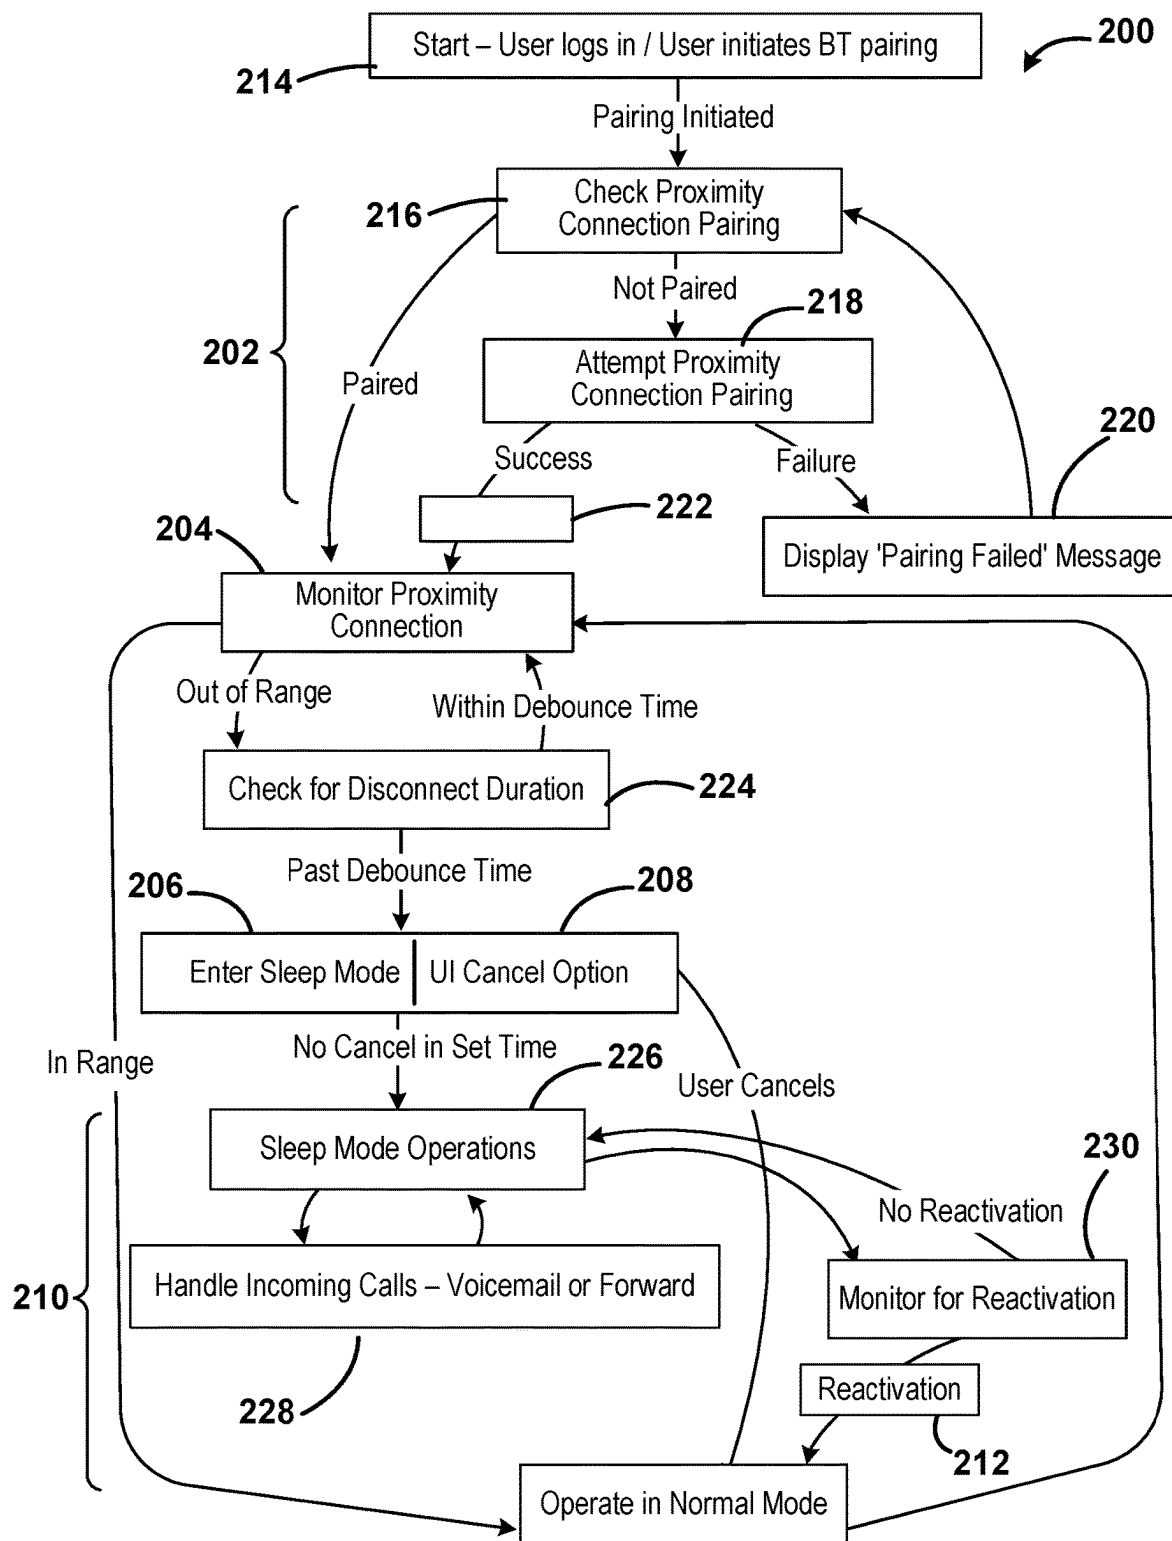 Start – User logs in / User initiates BT pairing
200
214
Pairing Initiated
Check Proximity
Connection Pairing
216
Not Paired
218
202
Attempt Proximity
Connection Pairing
Paired
220
Success
Failure
222
204
Display 'Pairing Failed' Message
Monitor Proximity
Connection
Out of Range
Within Debounce Time
Check for Disconnect Duration
224
Past Debounce Time
206
208
Enter Sleep Mode
UI Cancel Option
No Cancel in Set Time
In Range
226
User Cancels
Sleep Mode Operations
230
No Reactivation
Handle Incoming Calls – Voicemail or Forward
210
Monitor for Reactivation
Reactivation
228
212
Operate in Normal Mode